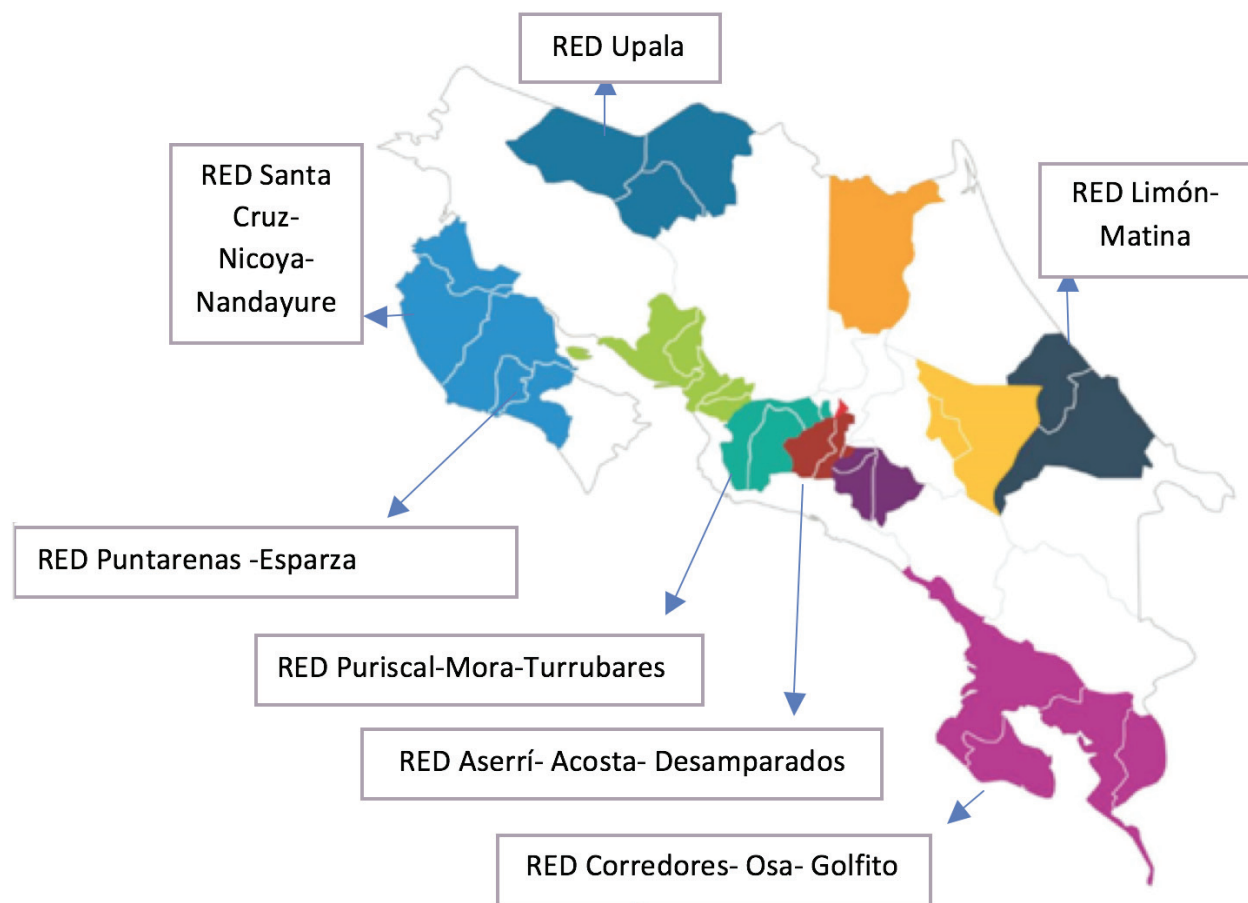 RED Upala
RED Santa
Cruz-
Nicoya-
Nandayure
RED Limón-
Matina
RED Puntarenas -Esparza
RED Puriscal-Mora-Turrubares
RED Aserrí- Acosta- Desamparados
RED Corredores- Osa- Golfito